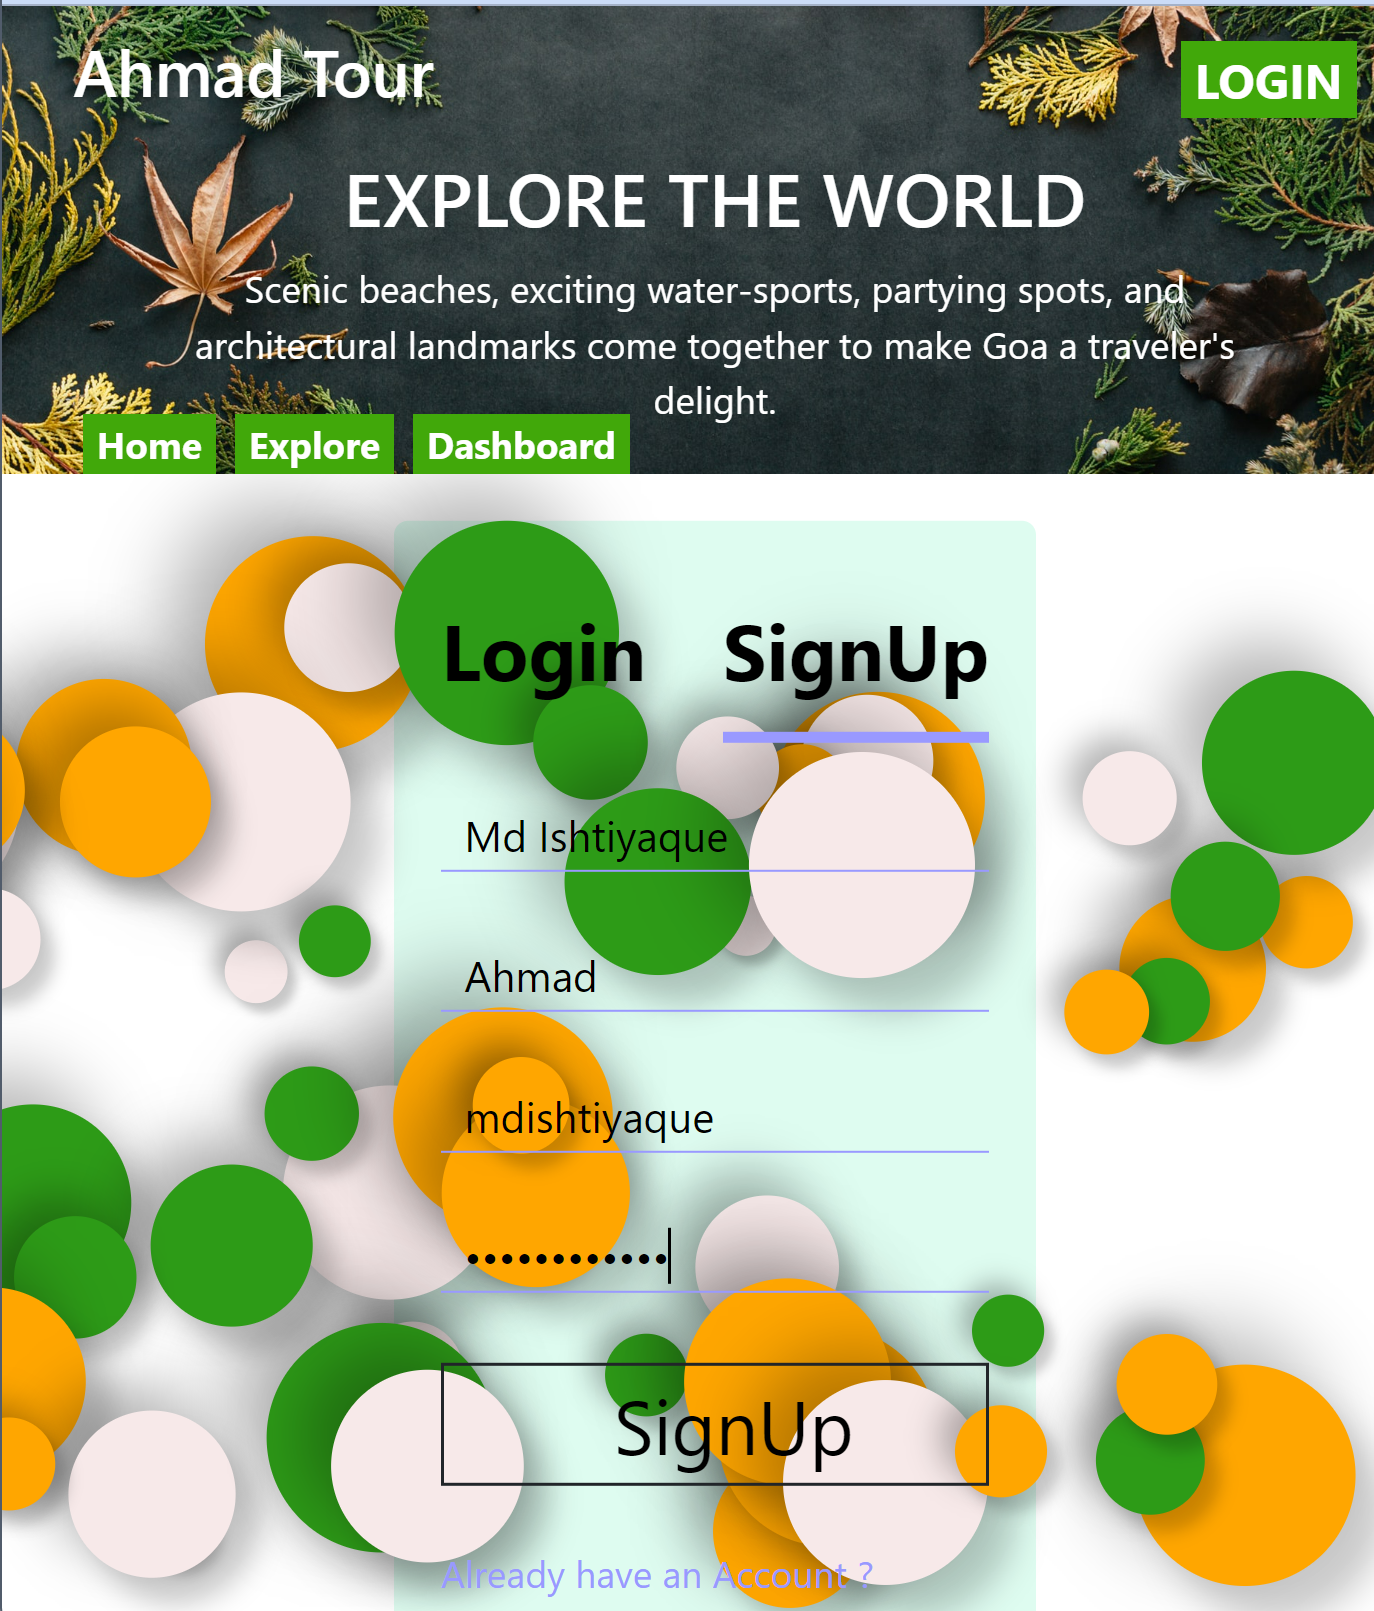 Ahmad Tour
LOGIN
EXPLORE THE WORLD
Scenic beaches, exciting water-sports, partying spots, and
architectural landmarks come together to make Goa a traveler's
delight.
Home Explore Dashboard
Login SignUp
Md Ishtiyaque
Ahmad
mdishtiyaque
••••••••••••
SignUp
Already have an Account ?